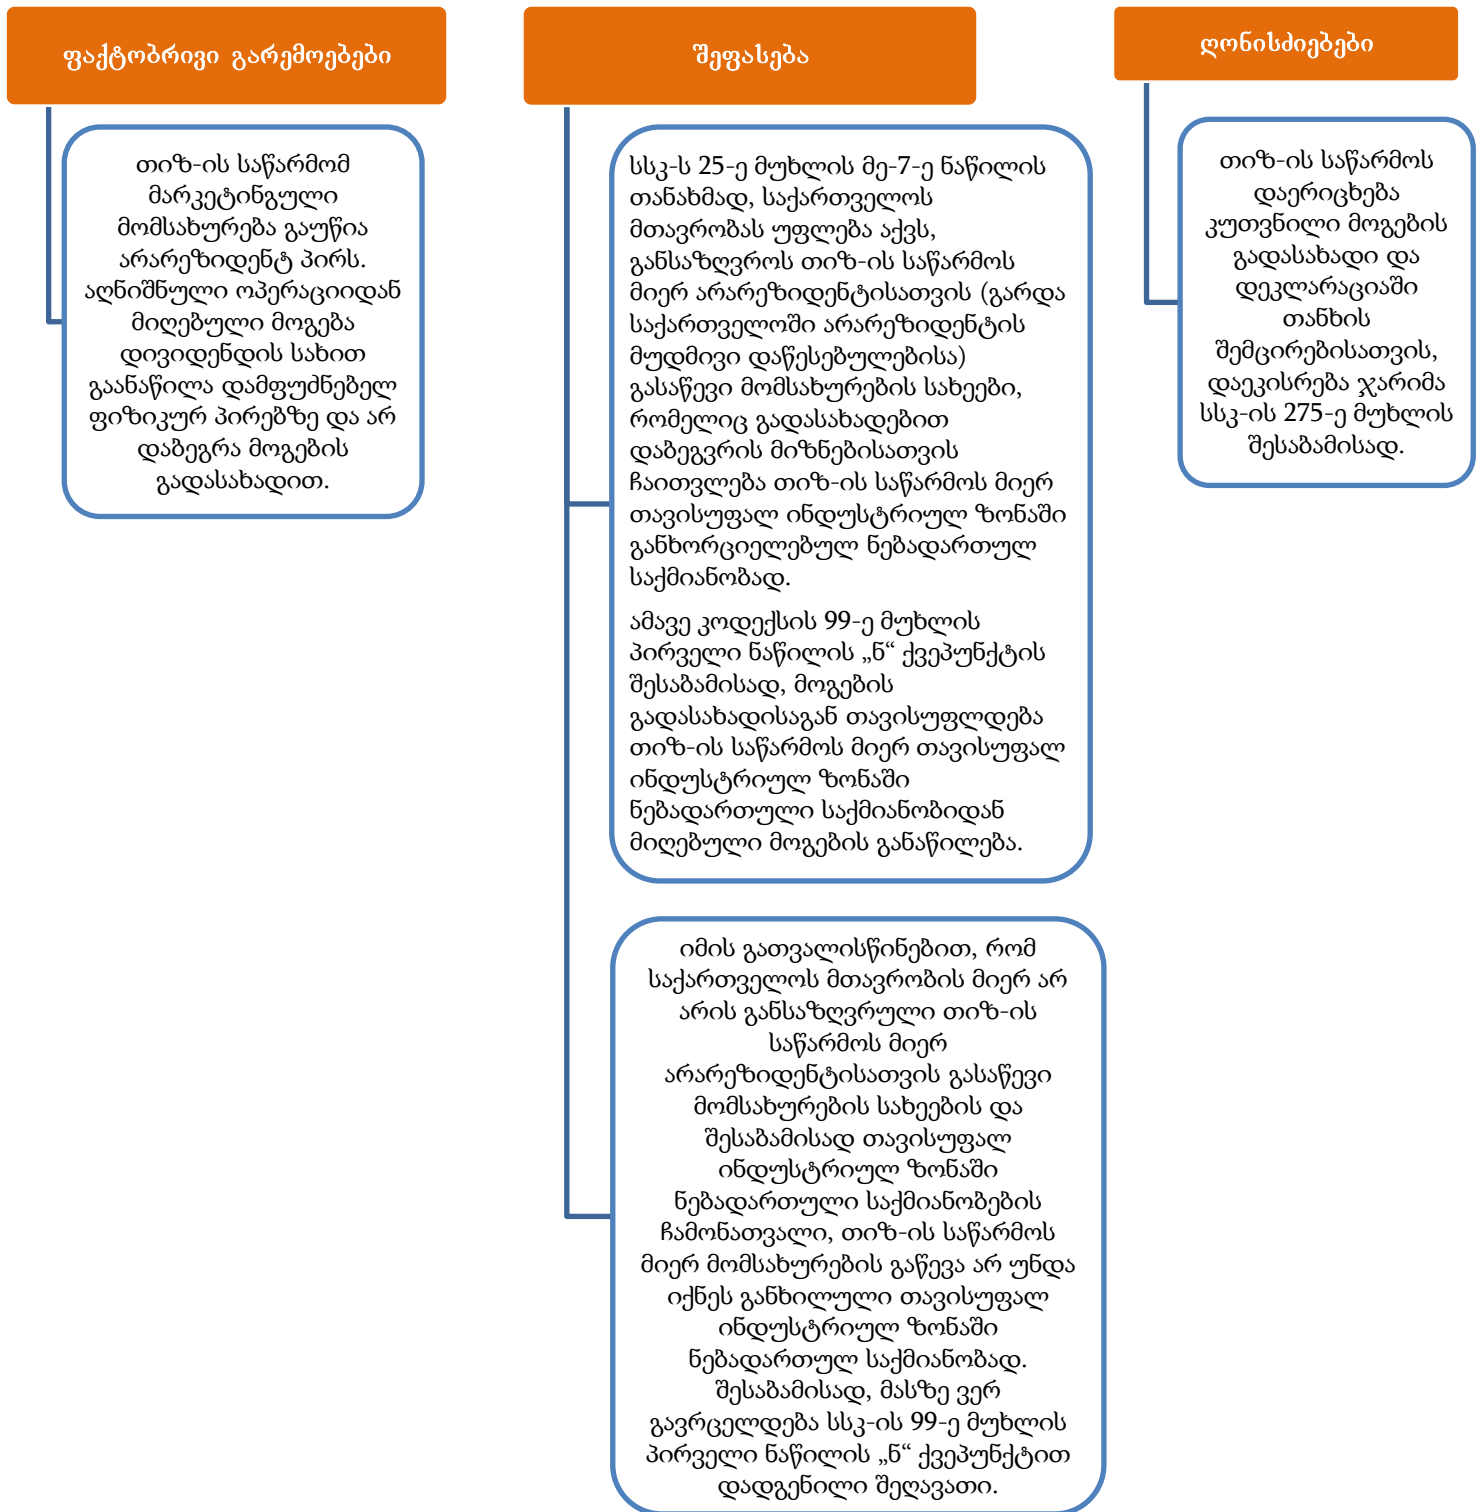 ფაქტობრივი გარემოებები
თიზ-ის საწარმომ
მარკეტინგული
მომსახურება გაუწია
არარეზიდენტ პირს.
აღნიშნული ოპერაციიდან
მიღებული მოგება
დივიდენდის სახით
გაანაწილა დამფუძნებელ
ფიზიკურ პირებზე და არ
დაბეგრა მოგების
გადასახადით.
შეფასება
სსკ-ს 25-ე მუხლის მე-7-ე ნაწილის
თანახმად, საქართველოს
მთავრობას უფლება აქვს,
განსაზღვროს თიზ-ის საწარმოს
მიერ არარეზიდენტისათვის (გარდა
საქართველოში არარეზიდენტის
მუდმივი დაწესებულებისა)
გასაწევი მომსახურების სახეები,
რომელიც გადასახადებით
დაბეგვრის მიზნებისათვის
ჩაითვლება თიზ-ის საწარმოს მიერ
თავისუფალ ინდუსტრიულ ზონაში
განხორციელებულ ნებადართულ
საქმიანობად.
ამავე კოდექსის 99-ე მუხლის
პირველი ნაწილის „ნ“ ქვეპუნქტის
შესაბამისად, მოგების
გადასახადისაგან თავისუფლდება
თიზ-ის საწარმოს მიერ თავისუფალ
ინდუსტრიულ ზონაში
ნებადართული საქმიანობიდან
მიღებული მოგების განაწილება.
იმის გათვალისწინებით, რომ
საქართველოს მთავრობის მიერ არ
არის განსაზღვრული თიზ-ის
საწარმოს მიერ
არარეზიდენტისათვის გასაწევი
მომსახურების სახეების და
შესაბამისად თავისუფალ
ინდუსტრიულ ზონაში
ნებადართული საქმიანობების
ჩამონათვალი, თიზ-ის საწარმოს
მიერ მომსახურების გაწევა არ უნდა
იქნეს განხილული თავისუფალ
ინდუსტრიულ ზონაში
ნებადართულ საქმიანობად.
შესაბამისად, მასზე ვერ
გავრცელდება სსკ-ის 99-ე მუხლის
პირველი ნაწილის „ნ“ ქვეპუნქტით
დადგენილი შეღავათი.
ღონისძიებები
თიზ-ის საწარმოს
დაერიცხება
კუთვნილი მოგების
გადასახადი და
დეკლარაციაში
თანხის
შემცირებისათვის,
დაეკისრება ჯარიმა
სსკ-ის 275-ე მუხლის
შესაბამისად.